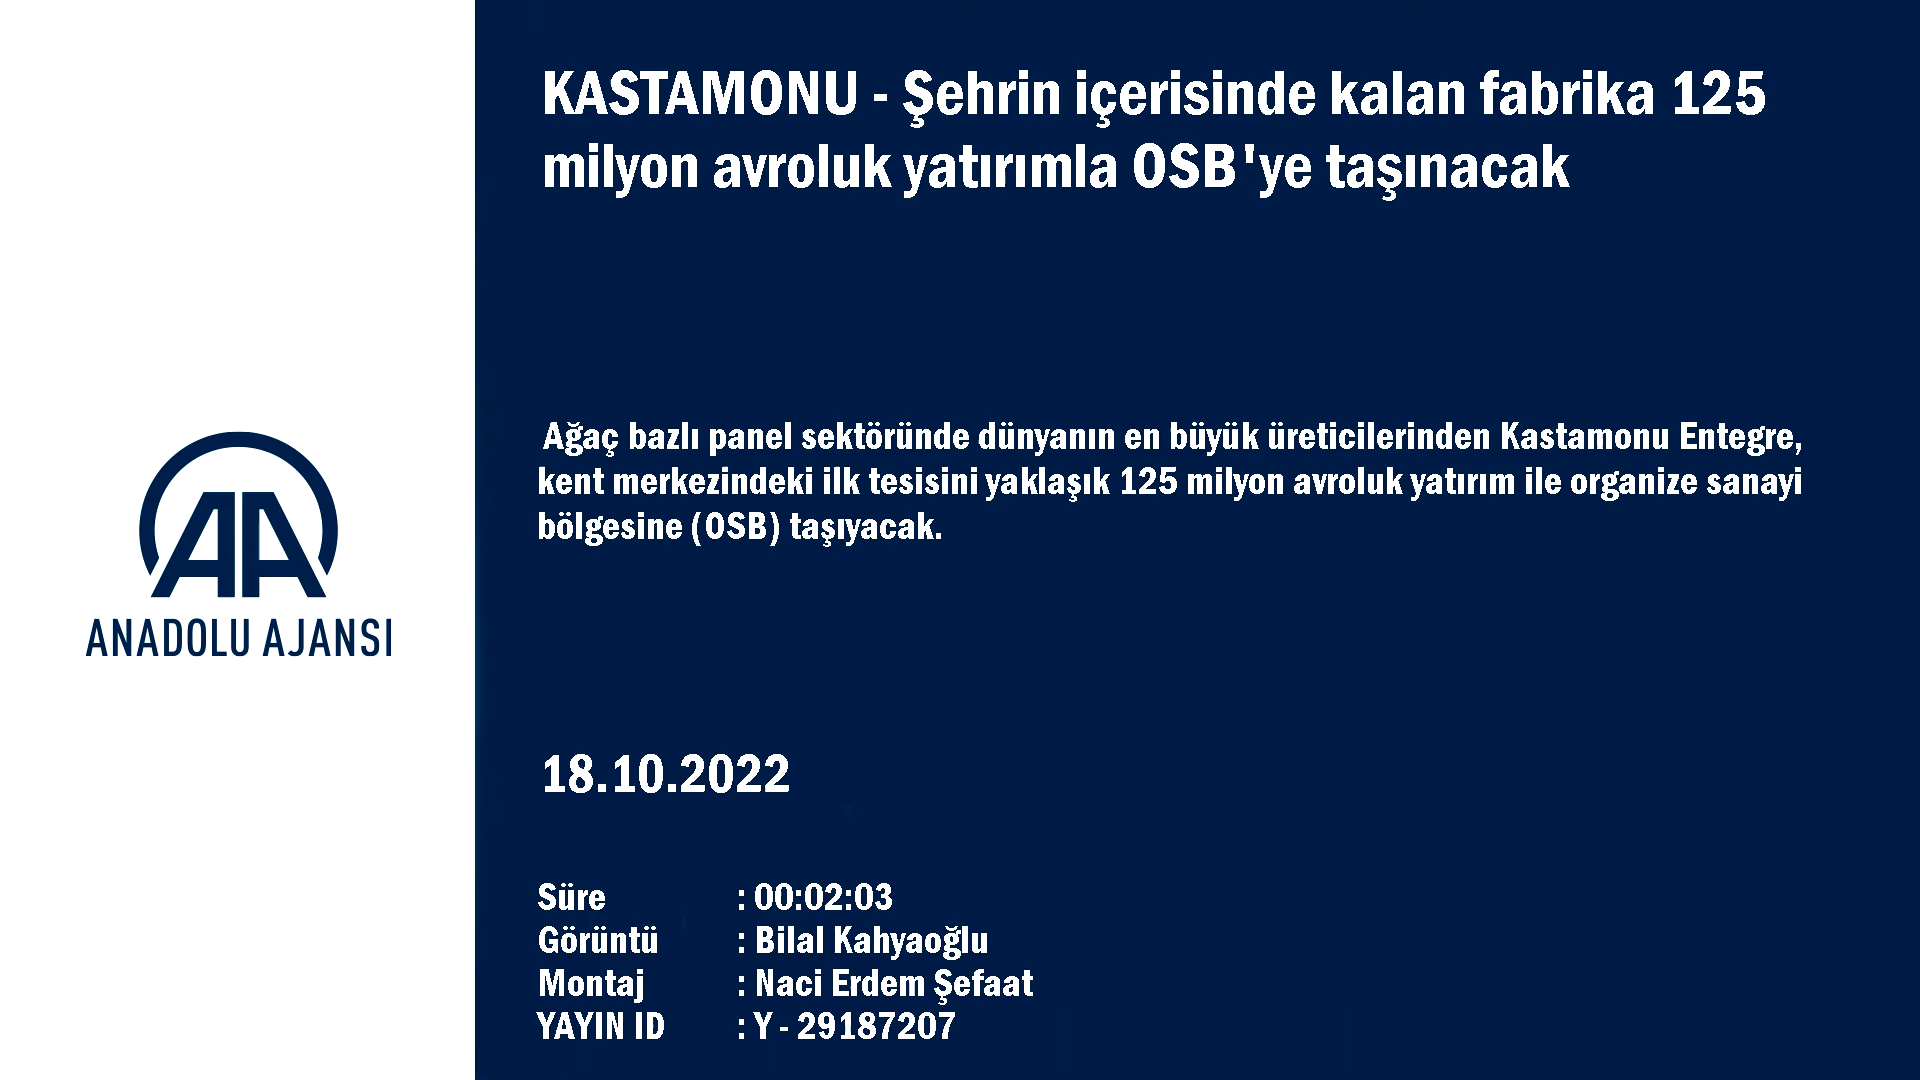 KASTAMONU - Şehrin içerisinde kalan fabrika 125
milyon avroluk yatırımla OSB'ye taşınacak
Ağaç bazlı panel sektöründe dünyanın en büyük üreticilerinden Kastamonu Entegre,
kent merkezindeki ilk tesisini yaklaşık 125 milyon avroluk yatırım ile organize sanayi
bölgesine (OSB) taşıyacak.
AA
ANADOLU AJANSI
18.10.2022
Süre : 00:02:03
Görüntü : Bilal Kahyaoğlu
Montaj : Naci Erdem Şefaat
YAYIN ID : Y - 29187207